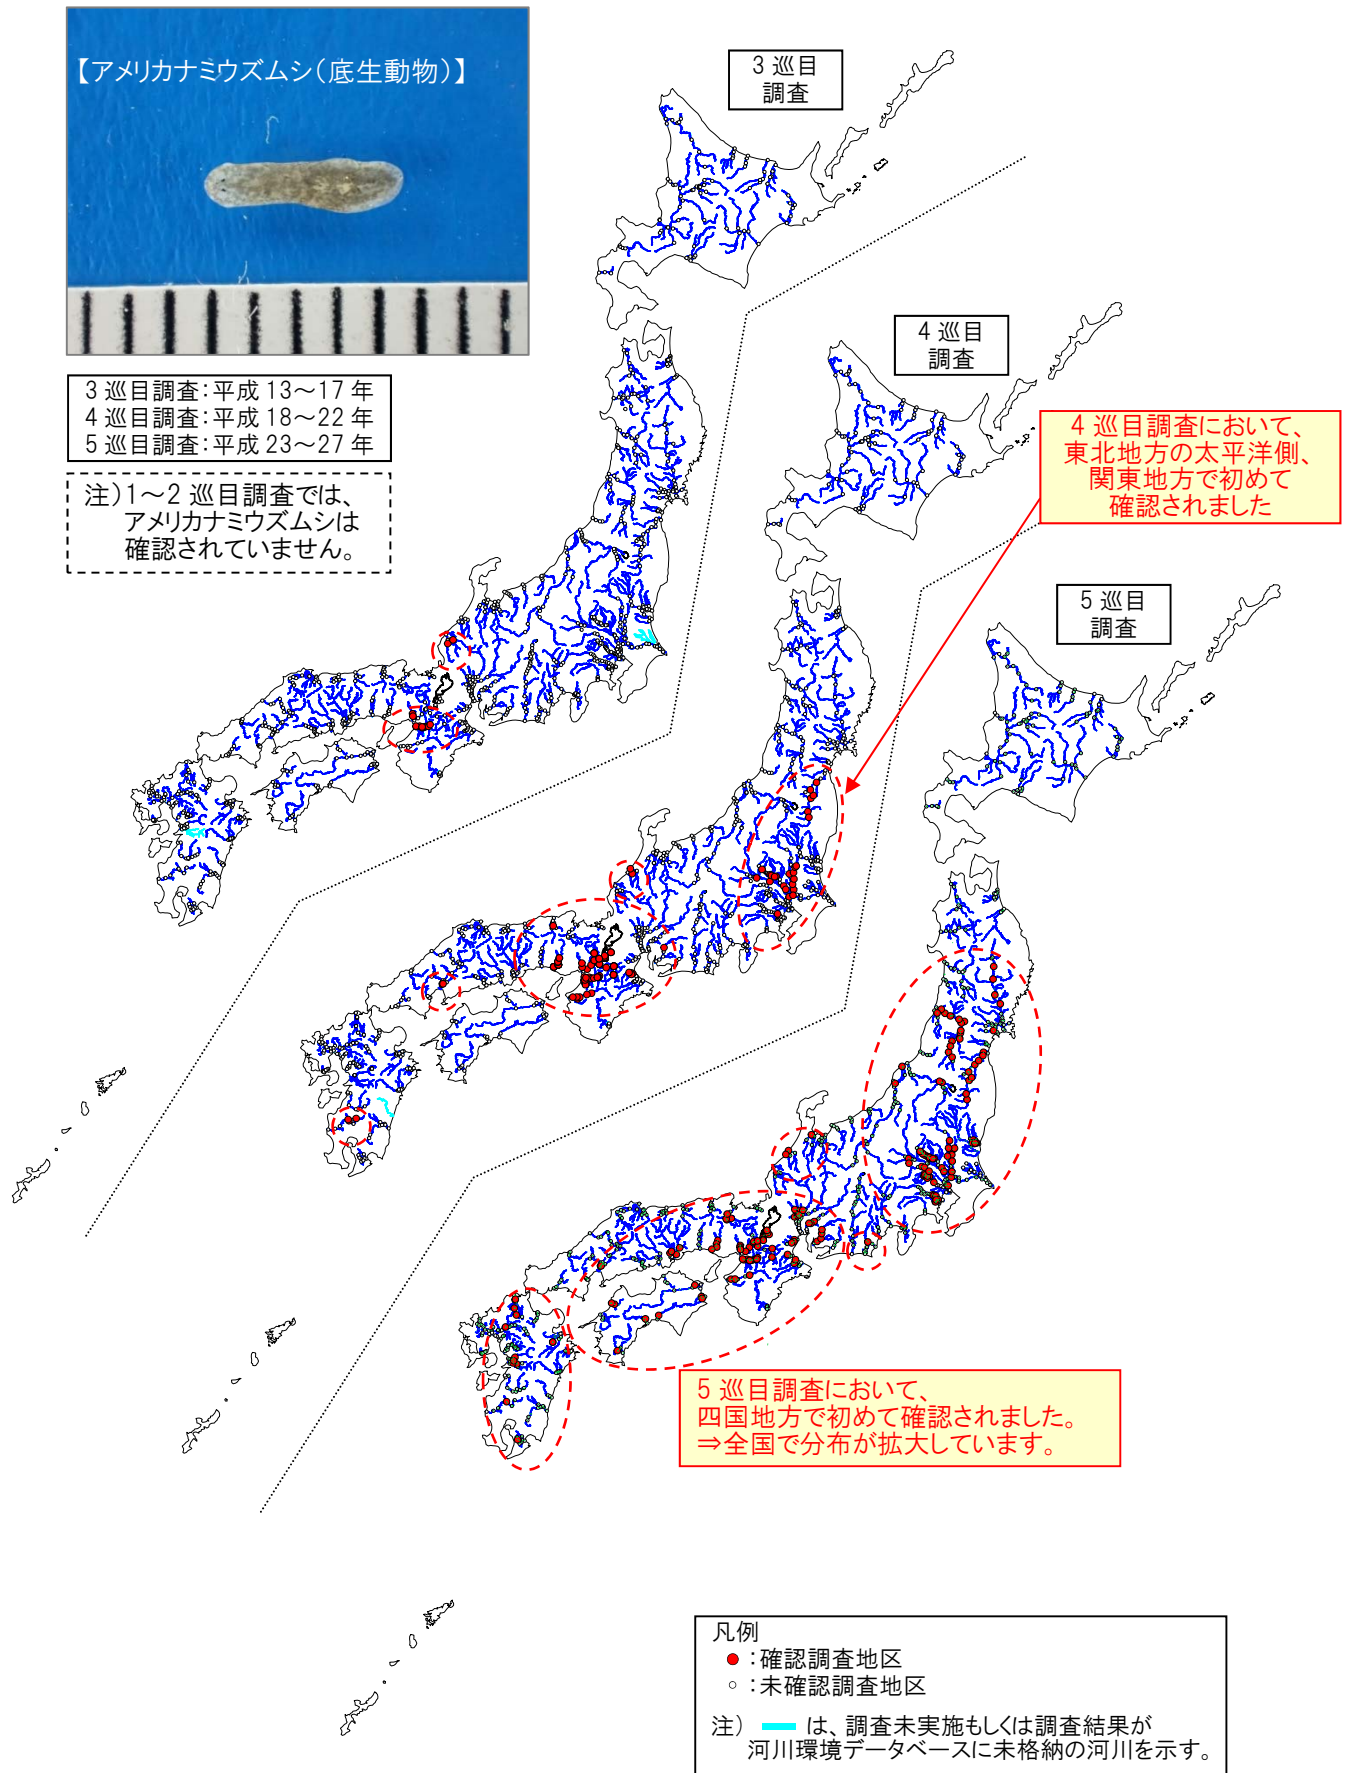 【アメリカナミウズムシ（底生動物）】
3 巡目
調査
3 巡目調査：平成 13～17 年
4 巡目調査：平成 18～22 年
5 巡目調査：平成 23～27 年
注）1～2 巡目調査では、
アメリカナミウズムシは
確認されていません。
4 巡目
調査
4 巡目調査において、
東北地方の太平洋側、
関東地方で初めて
確認されました
5 巡目
調査
5 巡目調査において、
四国地方で初めて確認されました。
⇒全国で分布が拡大しています。
凡例
：確認調査地区
：未確認調査地区
注） は、調査未実施もしくは調査結果が
河川環境データベースに未格納の河川を示す。